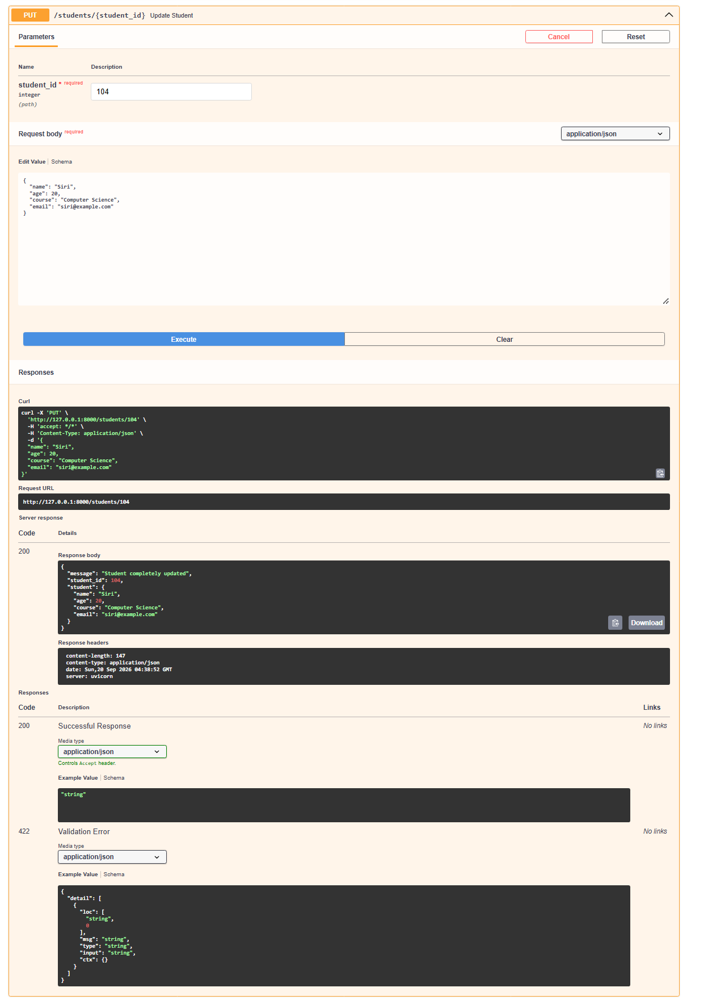 PUT /students/{student_id} Update Student
Parameters
Cancel
Reset
Name Description
student_id * required
integer
(path)
104
Request body required
application/json
Edit Value | Schema
{
  "name": "Siri",
  "age": 20,
  "course": "Computer Science",
  "email": "siri@example.com"
}
Execute
Clear
Responses
Curl
curl -X 'PUT' \
  'http://127.0.0.1:8000/students/104' \
  -H 'accept: */*' \
  -H 'Content-Type: application/json' \
  -d '{
  "name": "Siri",
  "age": 20,
  "course": "Computer Science",
  "email": "siri@example.com"
}'
Request URL
http://127.0.0.1:8000/students/104
Server response
Code Details
200
Response body
{
  "message": "Student completely updated",
  "student_id": 104,
  "student": {
    "name": "Siri",
    "age": 20,
    "course": "Computer Science",
    "email": "siri@example.com"
  }
}
Download
Response headers
content-length: 147
content-type: application/json
date: Sun,20 Sep 2026 04:38:52 GMT
server: uvicorn
Responses
Code Description Links
200 Successful Response No links
Media type
application/json
Controls Accept header.
Example Value | Schema
"string"
422 Validation Error No links
Media type
application/json
Example Value | Schema
{
  "detail": [
    {
      "loc": [
        "string",
        0
      ],
      "msg": "string",
      "type": "string",
      "input": "string",
      "ctx": {}
    }
  ]
}